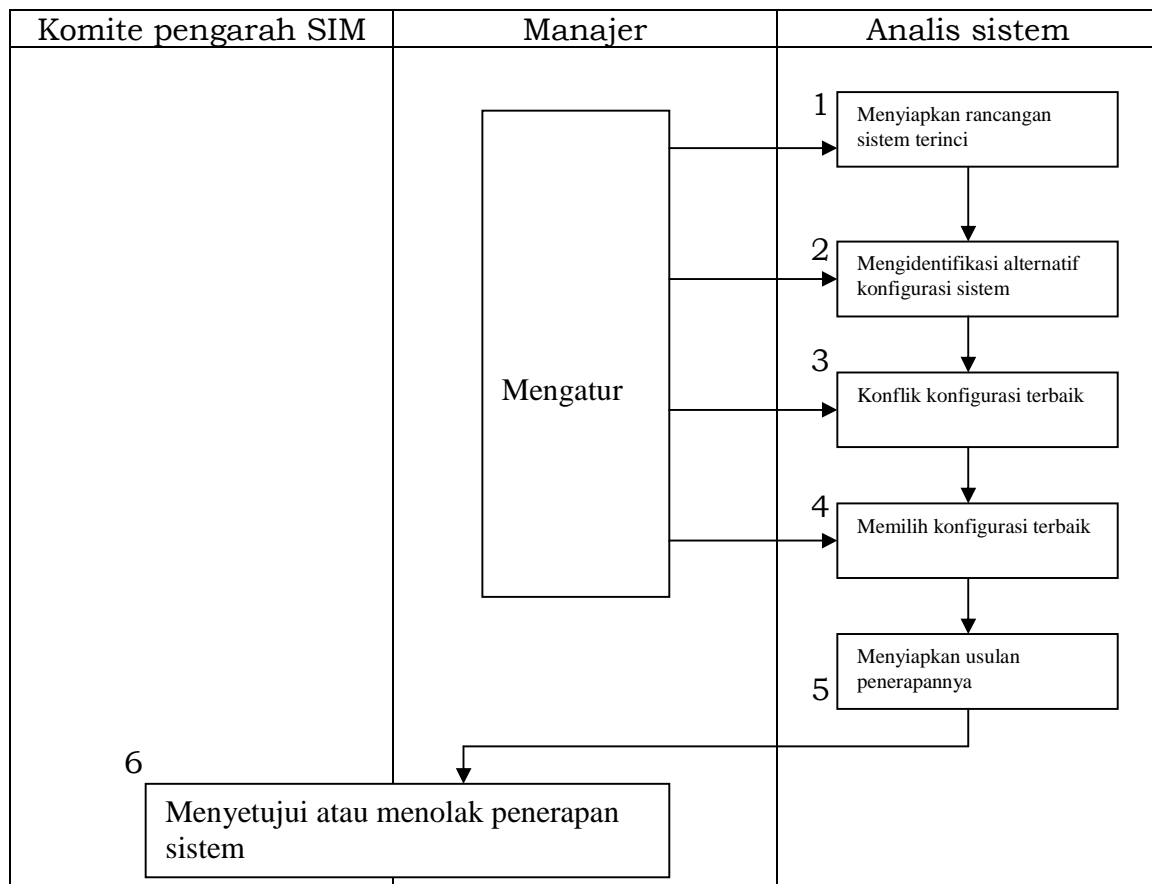 Komite pengarah SIM
Manajer
Analis sistem
1
Menyiapkan rancangan
sistem terinci
2
Mengidentifikasi alternatif
konfigurasi sistem
3
Konflik konfigurasi terbaik
Mengatur
4
Memilih konfigurasi terbaik
Menyiapkan usulan
penerapannya
5
6
Menyetujui atau menolak penerapan
sistem